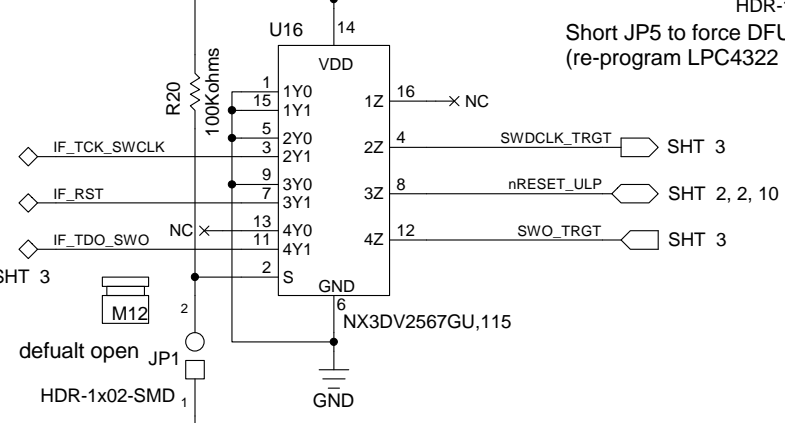 HDR-1
Short JP5 to force DFU
(re-program LPC4322
U16
14
VDD
R20
100Kohms
1 1Y0
15 1Y1
1Z 16 NC
5 2Y0
3 2Y1
IF_TCK_SWCLK
2Z 4 SWDCLK_TRGT SHT 3
9 3Y0
7 3Y1
IF_RST
3Z 8 nRESET_ULP SHT 2, 2, 10
NC 13 4Y0
IF_TDO_SWO 11 4Y1
4Z 12 SWO_TRGT SHT 3
SHT 3
2 S
GND
6
M12
2
NX3DV2567GU,115
defualt open JP1
HDR-1x02-SMD 1
GND